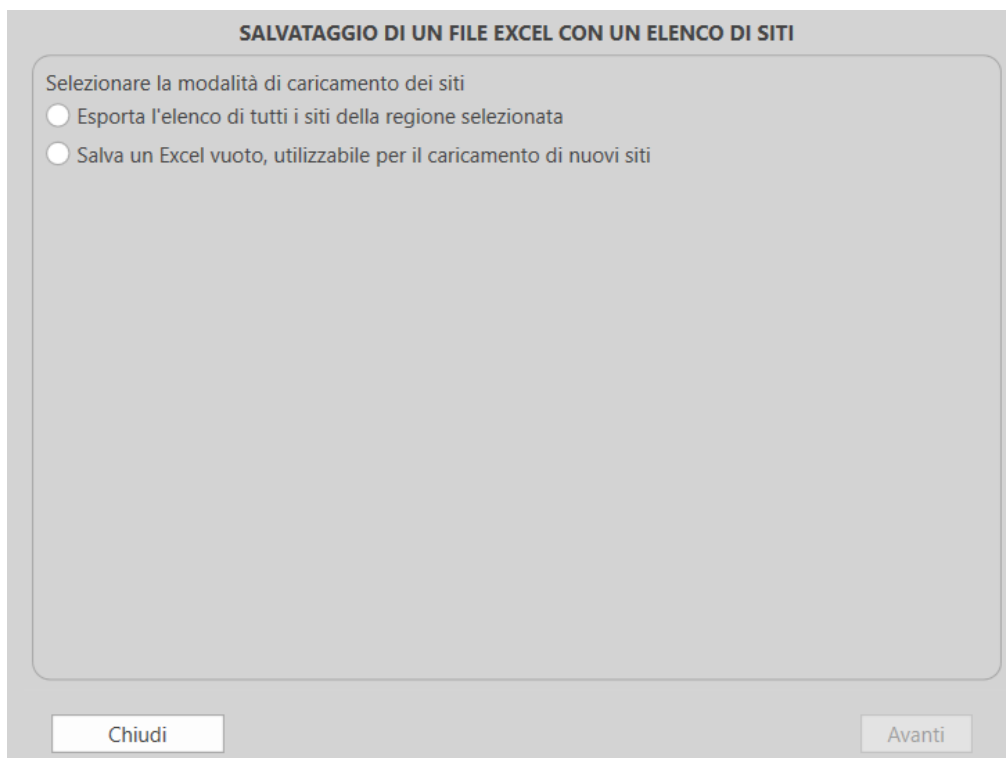 SALVATAGGIO DI UN FILE EXCEL CON UN ELENCO DI SITI
Selezionare la modalità di caricamento dei siti
Esporta l'elenco di tutti i siti della regione selezionata
Salva un Excel vuoto, utilizzabile per il caricamento di nuovi siti
Chiudi
Avanti